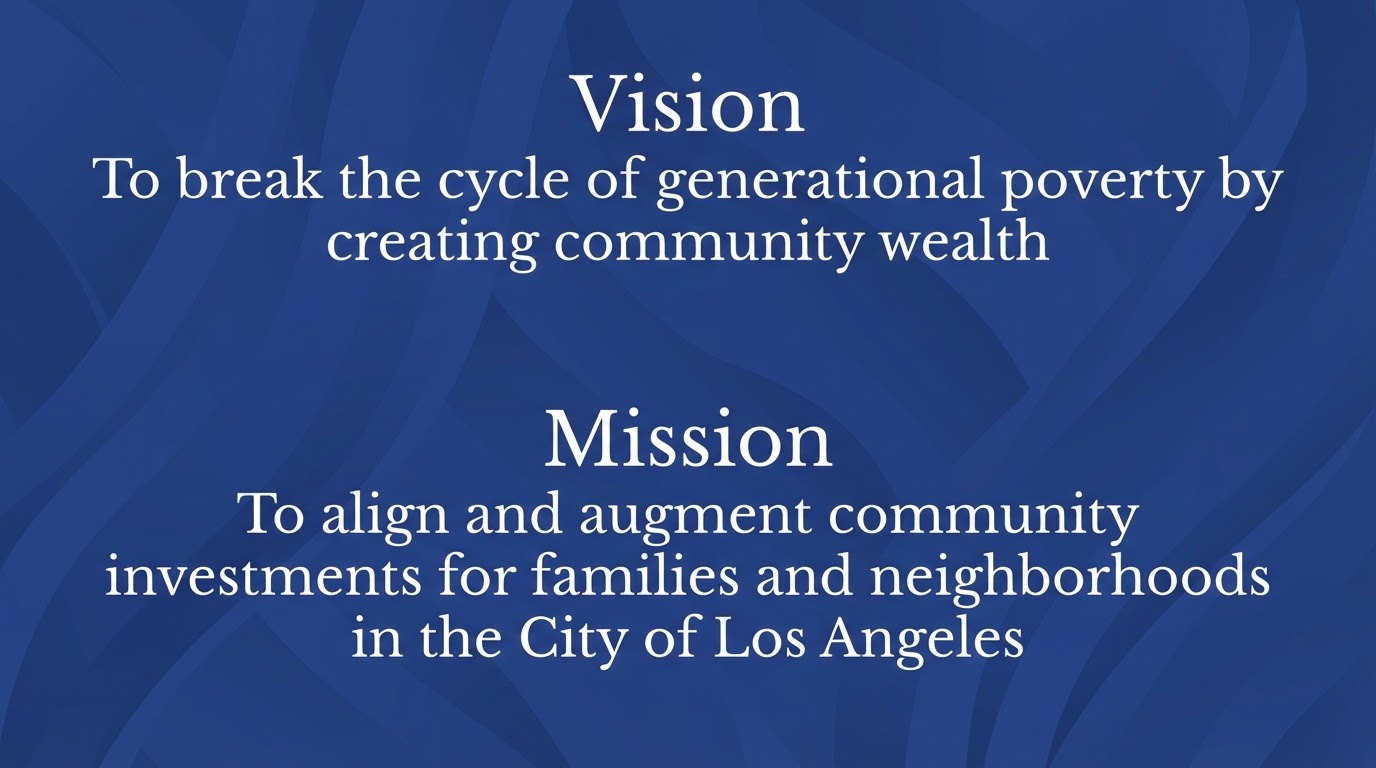 Vision
To break the cycle of generational poverty by
creating community wealth
Mission
To align and augment community
investments for families and neighborhoods
in the City of Los Angeles